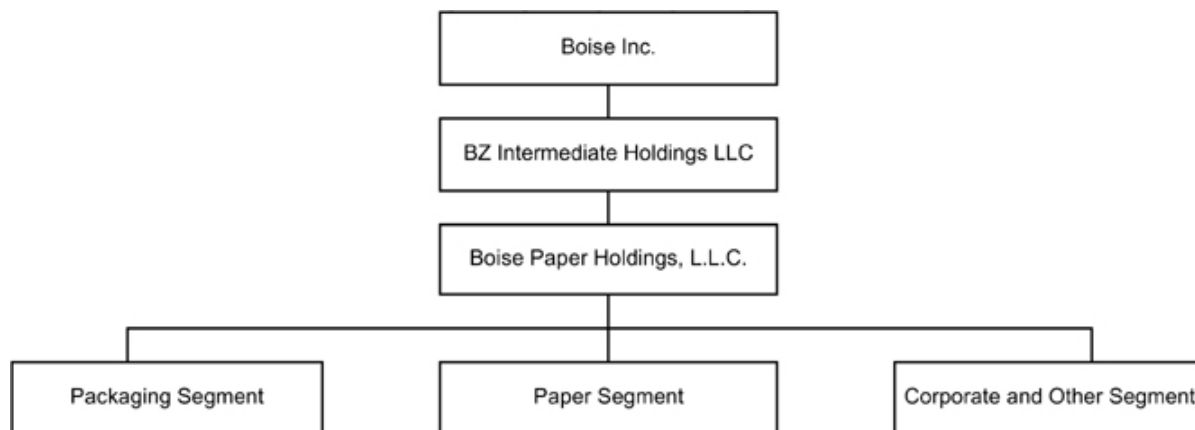 Boise Inc.
BZ Intermediate Holdings LLC
Boise Paper Holdings, L.L.C.
Packaging Segment
Paper Segment
Corporate and Other Segment